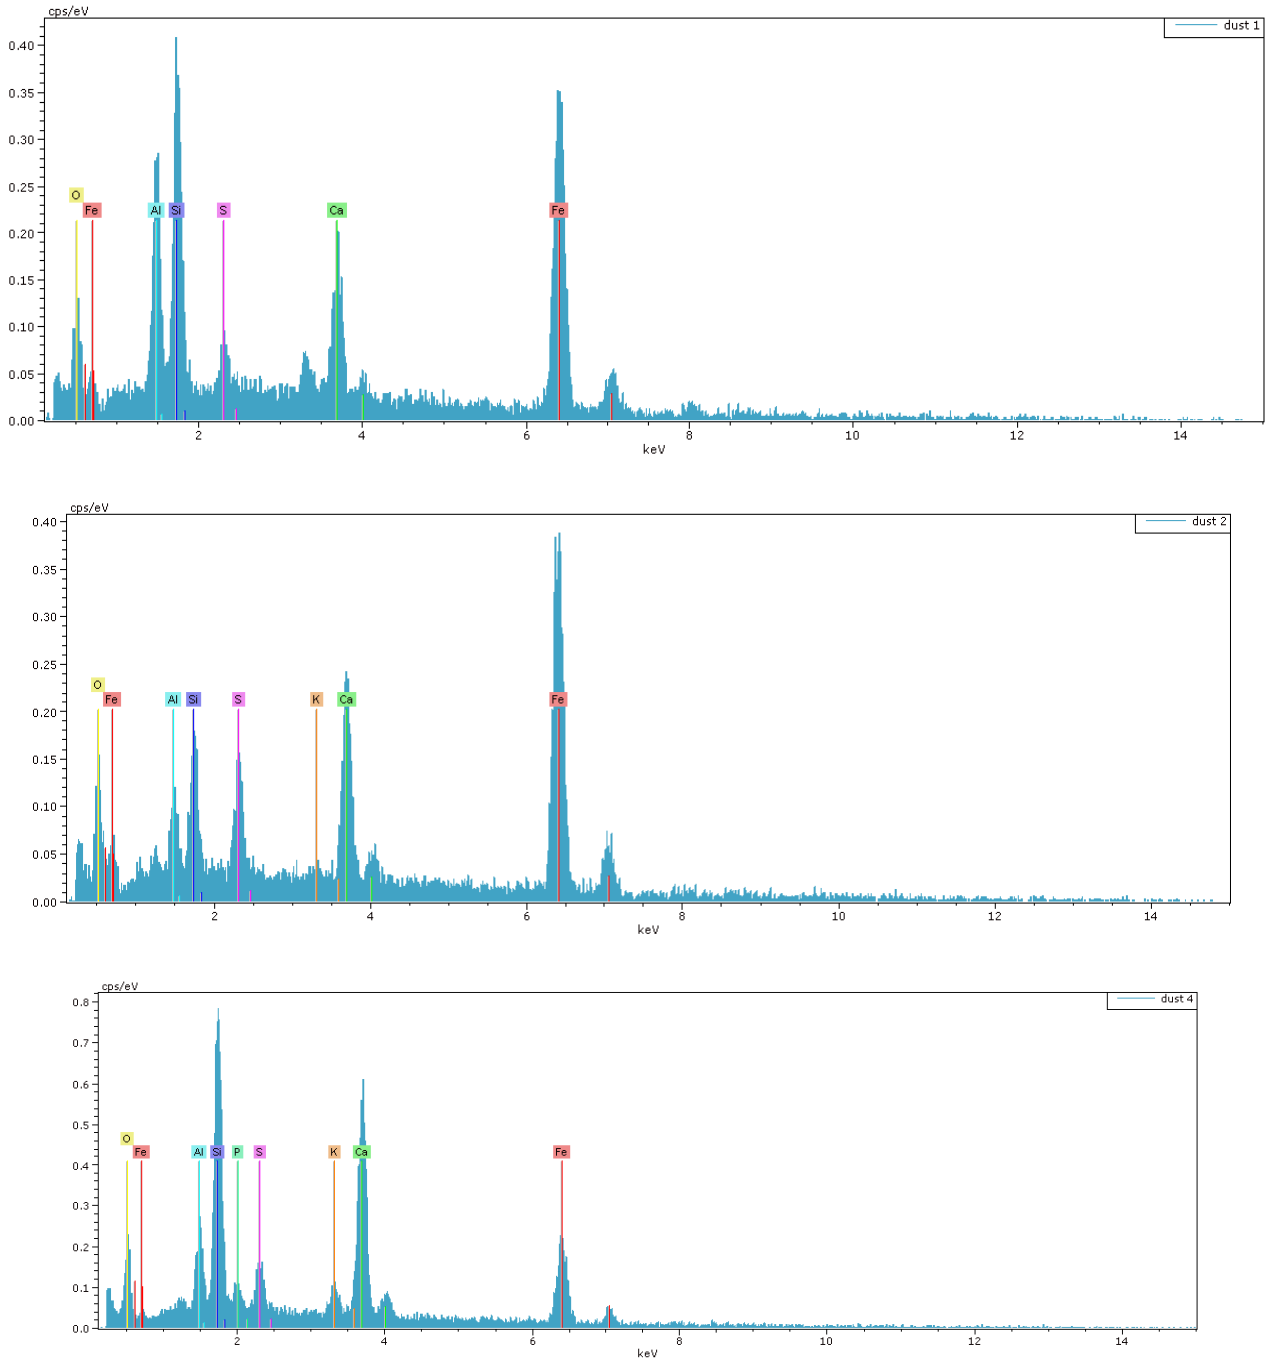 cps/eV
dust 1
0.40
0.35
0.30
0.25
0.20
0.15
0.10
0.05
0.00
O
Fe Al Si S Ca Fe
2 4 6 8 10 12 14
keV
cps/eV
dust 2
0.40
0.35
0.30
0.25
0.20
0.15
0.10
0.05
0.00
O
Fe Al Si S K Ca Fe
2 4 6 8 10 12 14
keV
cps/eV
dust 4
0.8
0.7
0.6
0.5
0.4
0.3
0.2
0.1
0.0
O
Fe Al Si P S K Ca Fe
2 4 6 8 10 12 14
keV